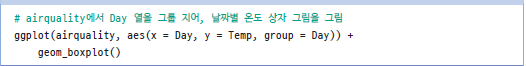 # airquality에서 Day 열을 그룹 지어, 날짜별 온도 상자 그림을 그림
ggplot(airquality, aes(x = Day, y = Temp, group = Day)) +
    geom_boxplot()